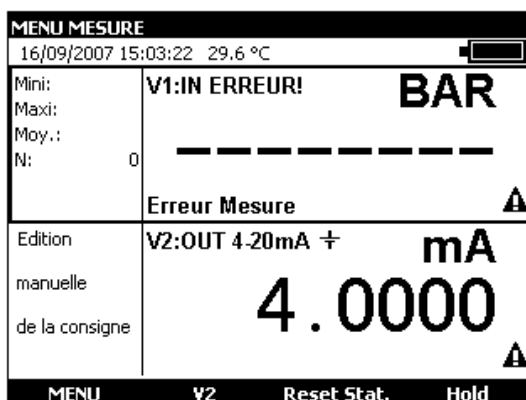 MENU MESURE
16/09/2007 15:03:22 29.6 °C
Mini:
Maxi:
Moy.:
N: 0
V1:IN ERREUR!
BAR
--------
Erreur Mesure
Edition
manuelle
de la consigne
V2:OUT 4-20mA
mA
4.0000
MENU V2 Reset Stat. Hold